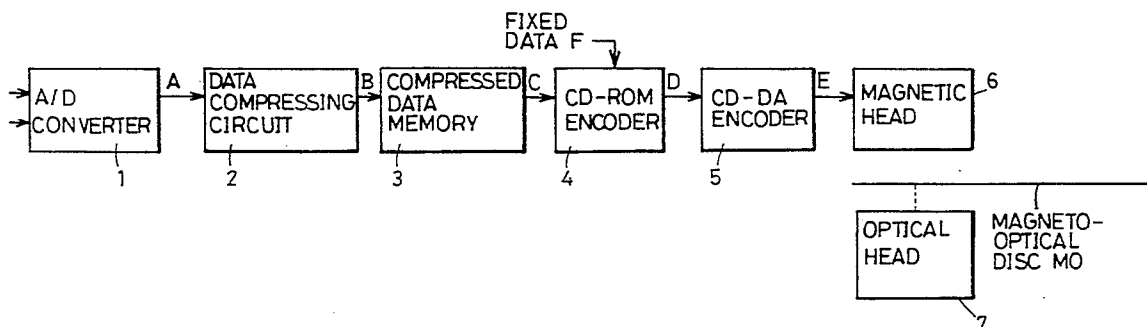 FIXED
DATA F
A
B
C
D
E
A/D
CONVERTER
DATA
COMPRESSING
CIRCUIT
COMPRESSED
DATA
MEMORY
CD-ROM
ENCODER
CD-DA
ENCODER
MAGNETIC
HEAD
6
1
2
3
4
5
OPTICAL
HEAD
MAGNETO-
OPTICAL
DISC MO
7